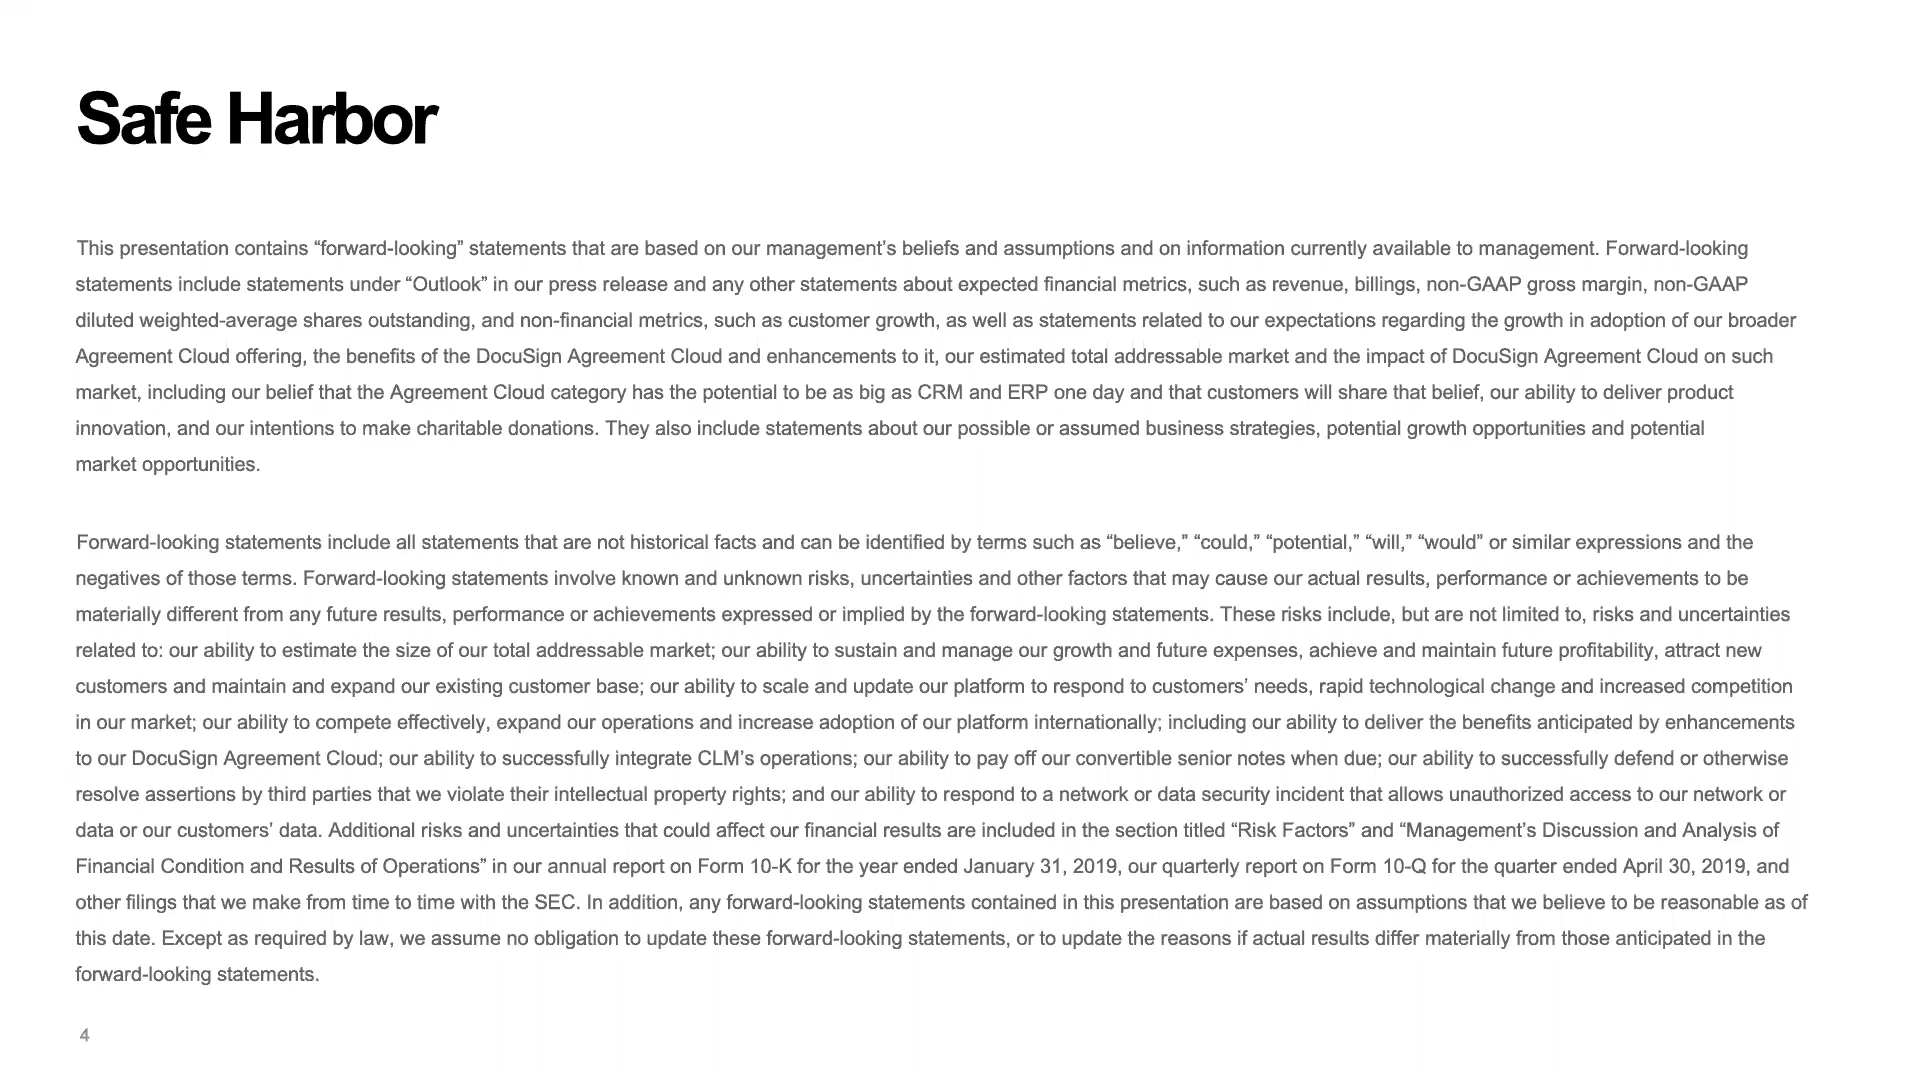 Safe Harbor
This presentation contains “forward-looking” statements that are based on our management’s beliefs and assumptions and on information currently available to management. Forward-looking
statements include statements under “Outlook” in our press release and any other statements about expected financial metrics, such as revenue, billings, non-GAAP gross margin, non-GAAP
diluted weighted-average shares outstanding, and non-financial metrics, such as customer growth, as well as statements related to our expectations regarding the growth in adoption of our broader
Agreement Cloud offering, the benefits of the DocuSign Agreement Cloud and enhancements to it, our estimated total addressable market and the impact of DocuSign Agreement Cloud on such
market, including our belief that the Agreement Cloud category has the potential to be as big as CRM and ERP one day and that customers will share that belief, our ability to deliver product
innovation, and our intentions to make charitable donations. They also include statements about our possible or assumed business strategies, potential growth opportunities and potential
market opportunities.
Forward-looking statements include all statements that are not historical facts and can be identified by terms such as “believe,” “could,” “potential,” “will,” “would” or similar expressions and the
negatives of those terms. Forward-looking statements involve known and unknown risks, uncertainties and other factors that may cause our actual results, performance or achievements to be
materially different from any future results, performance or achievements expressed or implied by the forward-looking statements. These risks include, but are not limited to, risks and uncertainties
related to: our ability to estimate the size of our total addressable market; our ability to sustain and manage our growth and future expenses, achieve and maintain future profitability, attract new
customers and maintain and expand our existing customer base; our ability to scale and update our platform to respond to customers’ needs, rapid technological change and increased competition
in our market; our ability to compete effectively, expand our operations and increase adoption of our platform internationally; including our ability to deliver the benefits anticipated by enhancements
to our DocuSign Agreement Cloud; our ability to successfully integrate CLM’s operations; our ability to pay off our convertible senior notes when due; our ability to successfully defend or otherwise
resolve assertions by third parties that we violate their intellectual property rights; and our ability to respond to a network or data security incident that allows unauthorized access to our network or
data or our customers’ data. Additional risks and uncertainties that could affect our financial results are included in the section titled “Risk Factors” and “Management’s Discussion and Analysis of
Financial Condition and Results of Operations” in our annual report on Form 10-K for the year ended January 31, 2019, our quarterly report on Form 10-Q for the quarter ended April 30, 2019, and
other filings that we make from time to time with the SEC. In addition, any forward-looking statements contained in this presentation are based on assumptions that we believe to be reasonable as of
this date. Except as required by law, we assume no obligation to update these forward-looking statements, or to update the reasons if actual results differ materially from those anticipated in the
forward-looking statements.
4